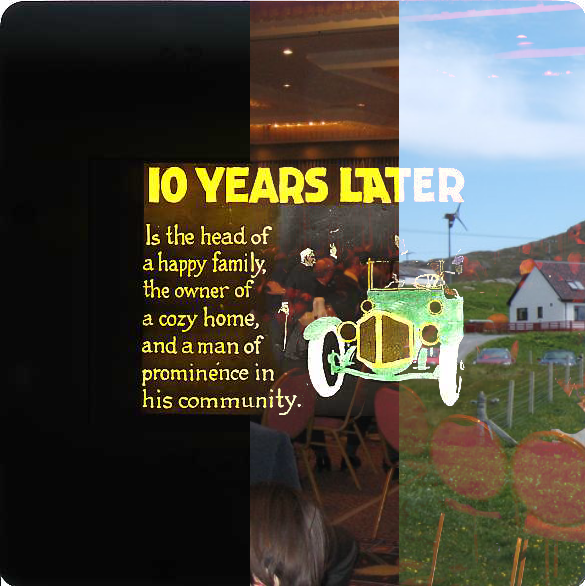 10 YEARS LATER
Is the head of
a happy family,
the owner of
a cozy home,
and a man of
prominence in
his community.